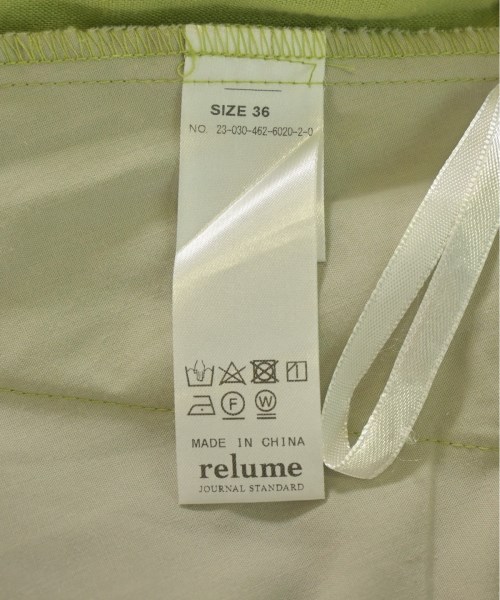 SIZE 36
NO. 23-030-462-6020-2-0
F W
MADE IN CHINA
relume
JOURNAL STANDARD